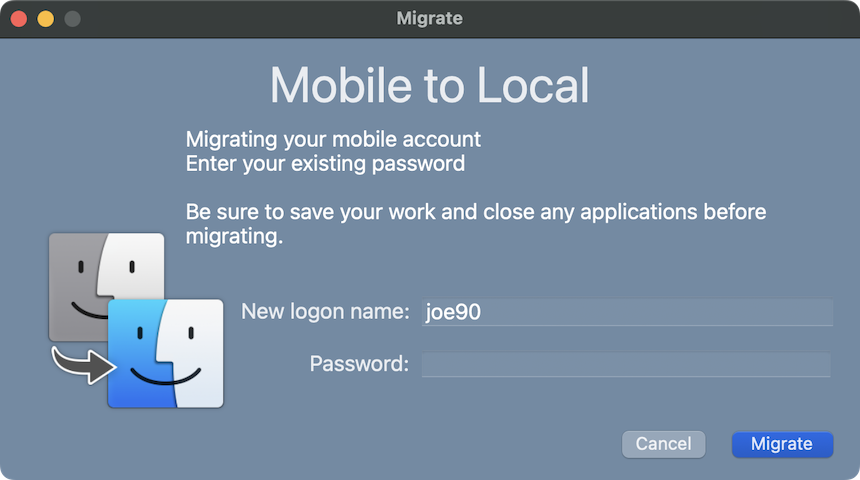 Migrate
Mobile to Local
Migrating your mobile account
Enter your existing password
Be sure to save your work and close any applications before
migrating.
New logon name: joe90
Password:
Cancel Migrate